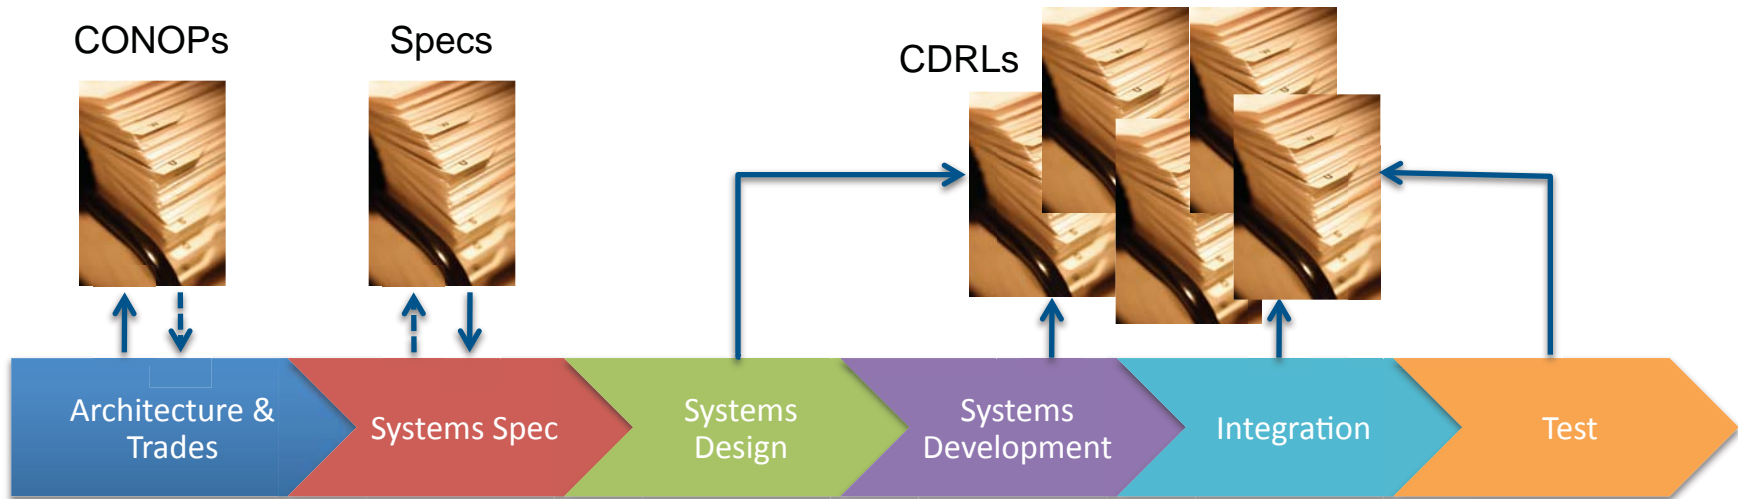 CONOPs
Specs
CDRLs
Architecture &
Trades
Systems Spec
Systems
Design
Systems
Development
Integration
Test